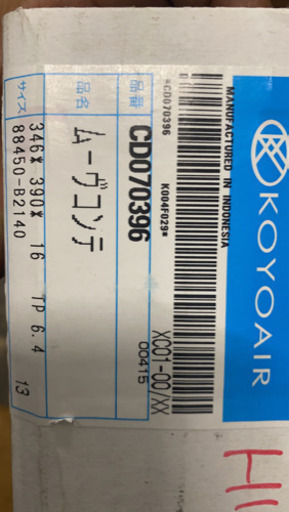 KOYOAIR
MANUFACTURED IN INDONESIA
*CD070396 K004F029*
XC01-00/XX
00415
品番 CD070396
品名 ムーヴコンテ
サイズ 346* 390* 16 TP 6.4
88450-B2140 13